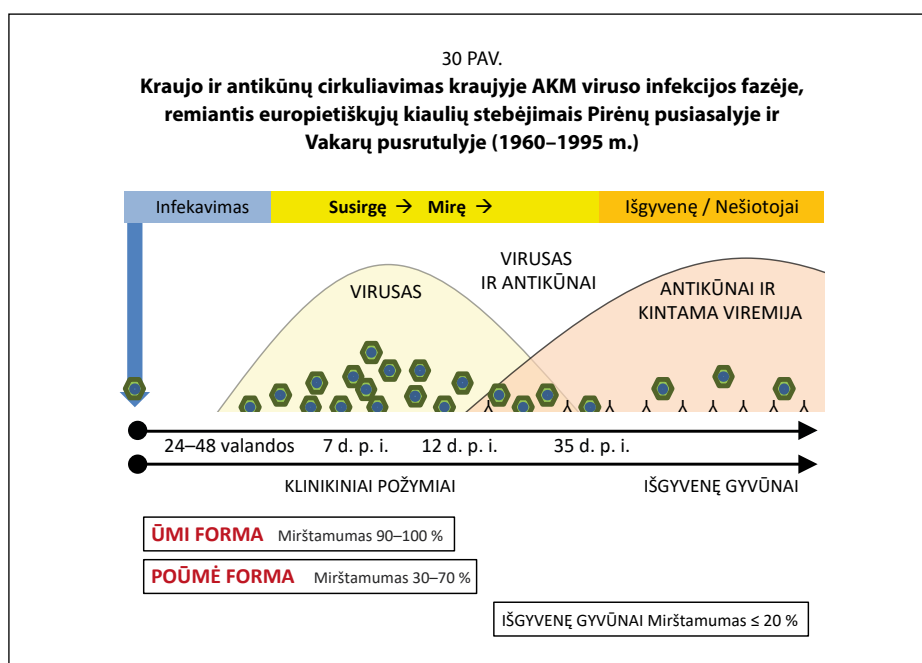 30 PAV.
Kraujo ir antikūnų cirkuliavimas kraujyje AKM viruso infekcijos fazėje,
remiantis europietiškųjų kiaulių stebėjimais Pirėnų pusiasalyje ir
Vakarų pusrutulyje (1960–1995 m.)
Infekavimas
Susirgę → Mirę →
Išgyvenę / Nešiotojai
VIRUSAS
VIRUSAS
IR ANTIKŪNAI
ANTIKŪNAI IR
KINTAMA VIREMIJA
24–48 valandos 7 d. p. i. 12 d. p. i. 35 d. p. i.
KLINIKINIAI POŽYMIAI
IŠGYVENĘ GYVŪNAI
ŪMI FORMA Mirštamumas 90–100 %
POŪMĖ FORMA Mirštamumas 30–70 %
IŠGYVENĘ GYVŪNAI Mirštamumas ≤ 20 %